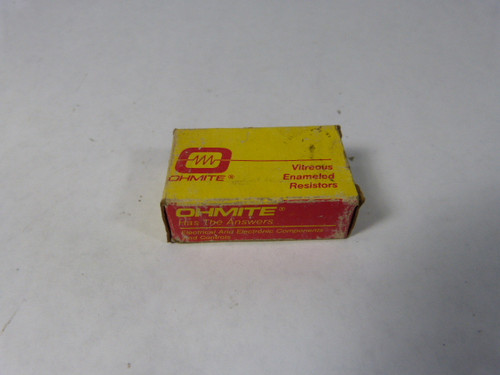 OHMITE®
Vitreous
Enameled
Resistors
OHMITE®
Has The Answers
Electrical And Electronic Components
And Controls